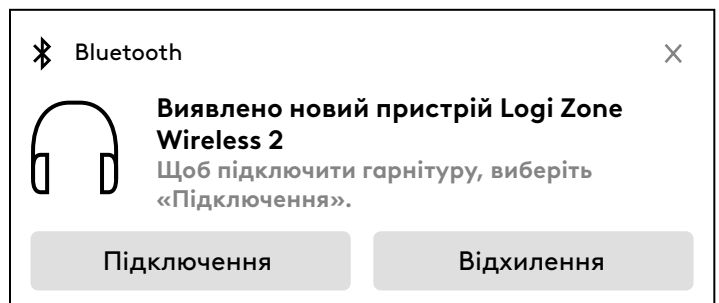 Bluetooth
Виявлено новий пристрій Logi Zone
Wireless 2
Щоб підключити гарнітуру, виберіть
«Підключення».
Підключення
Відхилення